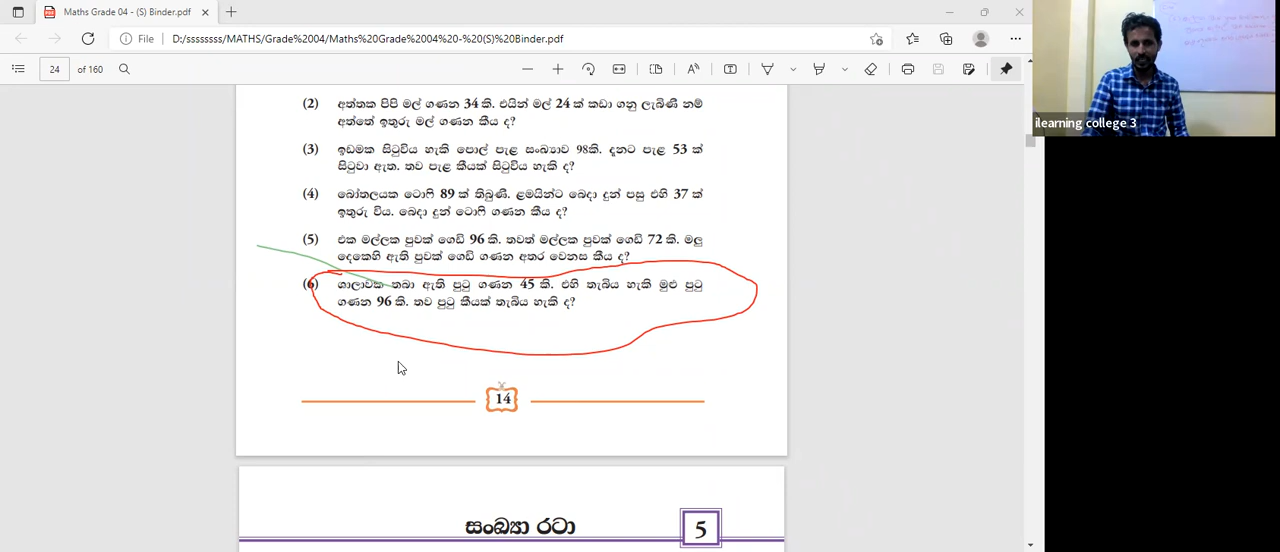 Maths Grade 04 - (S) Binder.pdf
File D:/ssssssss/MATHS/Grade%2004/Maths%20Grade%2004%20-%20(S)%20Binder.pdf
24 of 160
(2) අත්තක පිපි මල් ගණන 34 කි. එයින් මල් 24 ක් කඩා ගනු ලැබිණි නම්
අත්තේ ඉතුරු මල් ගණන කීය ද?
(3) ඉඩමක සිටුවිය හැකි පොල් පැළ සංඛ්‍යාව 98කි. දැනට පැළ 53 ක්
සිටුවා ඇත. තව පැළ කීයක් සිටුවිය හැකි ද?
(4) බෝතලයක ටොෆි 89 ක් තිබුණි. ළමයින්ට බෙදා දුන් පසු එහි 37 ක්
ඉතුරු විය. බෙදා දුන් ටොෆි ගණන කීය ද?
(5) එක මල්ලක පුවක් ගෙඩි 96 කි. තවත් මල්ලක පුවක් ගෙඩි 72 කි. මලු
දෙකෙහි ඇති පුවක් ගෙඩි ගණන අතර වෙනස කීය ද?
(6) ශාලාවක තබා ඇති පුටු ගණන 45 කි. එහි තැබිය හැකි මුළු පුටු
ගණන 96 කි. තව පුටු කීයක් තැබිය හැකි ද?
14
සංඛ්‍යා රටා 5
ilearning college 3